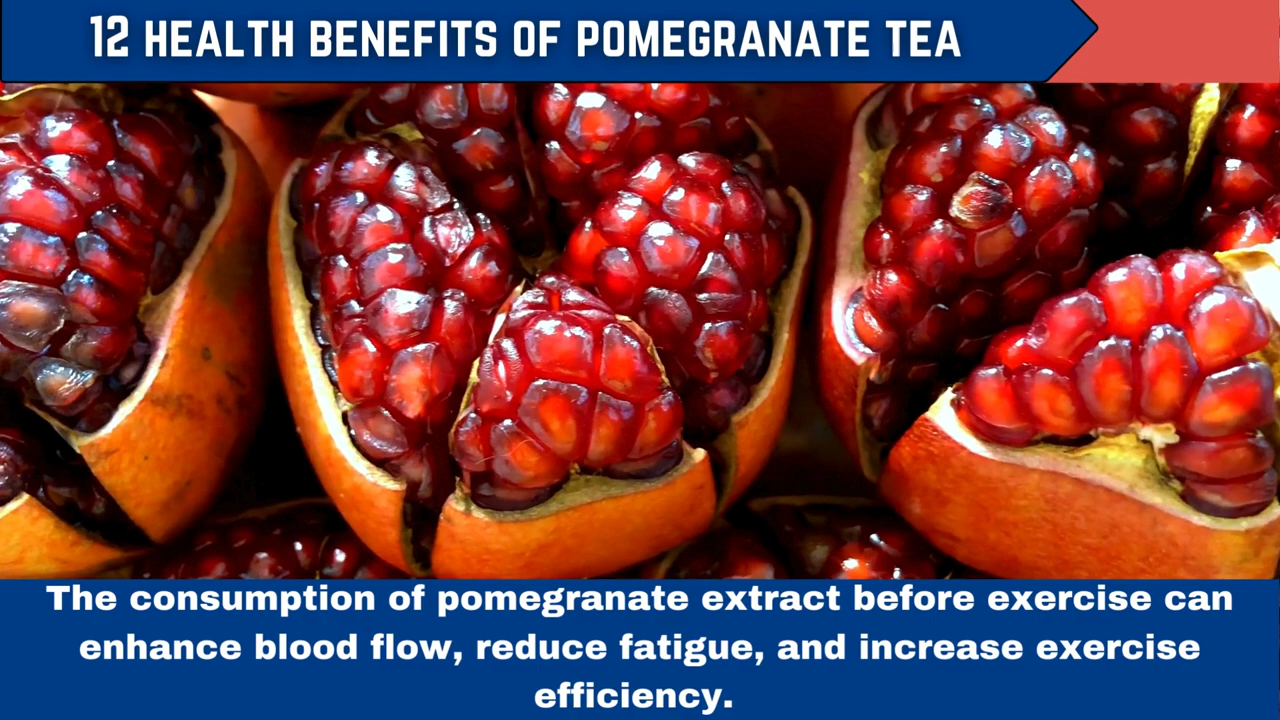 12 HEALTH BENEFITS OF POMEGRANATE TEA
The consumption of pomegranate extract before exercise can
enhance blood flow, reduce fatigue, and increase exercise
efficiency.